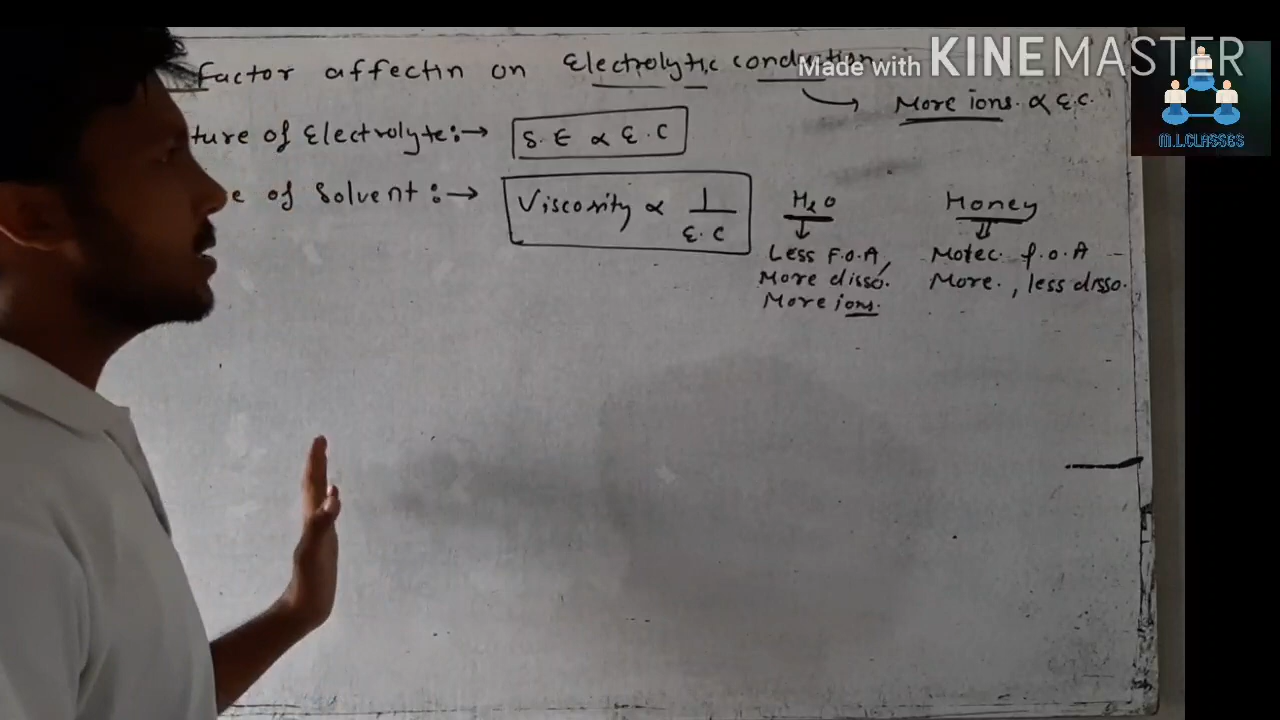 Factor affectin on Electrolytic conduction
Made with KINEMASTER
More ions. ∝ E.C.
M.L.CLASSES
ture of Electrolyte:→ S.E ∝ E.C
e of Solvent:→ Viscosity ∝ 1/E.C
H2O
Less F.O.A,
More disso.
More ions.
Honey
f.o.A
More. , less disso.